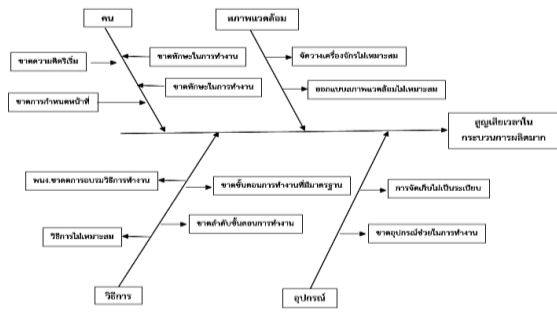 คน
สภาพแวดล้อม
ขาดทักษะในการทำงาน
จัดวางเครื่องจักรไม่เหมาะสม
ขาดความคิดริเริ่ม
ขาดทักษะในการทำงาน
ออกแบบสภาพแวดล้อมไม่เหมาะสม
ขาดการกำหนดหน้าที่
สูญเสียเวลาใน
กระบวนการผลิตมาก
พนง.ขาดการอบรมวิธีการทำงาน
ขาดขั้นตอนการทำงานที่มีมาตรฐาน
การจัดเก็บไม่เป็นระเบียบ
ขาดลำดับขั้นตอนการทำงาน
วิธีการไม่เหมาะสม
ขาดอุปกรณ์ช่วยในการทำงาน
วิธีการ
อุปกรณ์